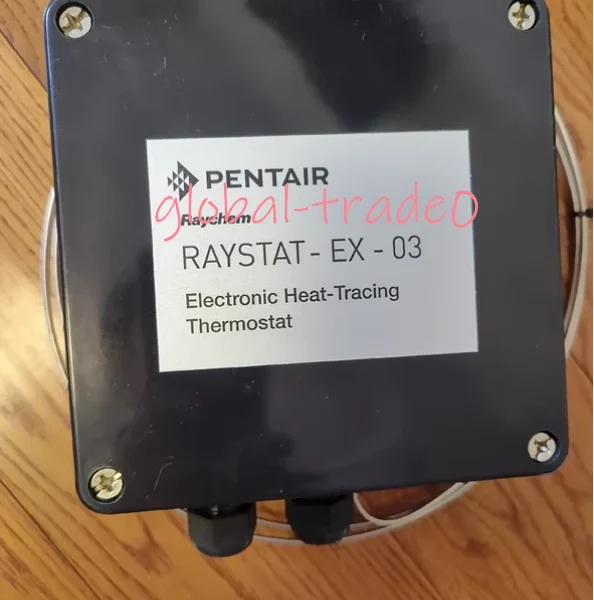 PENTAIR
Raychem
global-trade0
RAYSTAT - EX - 03
Electronic Heat-Tracing
Thermostat